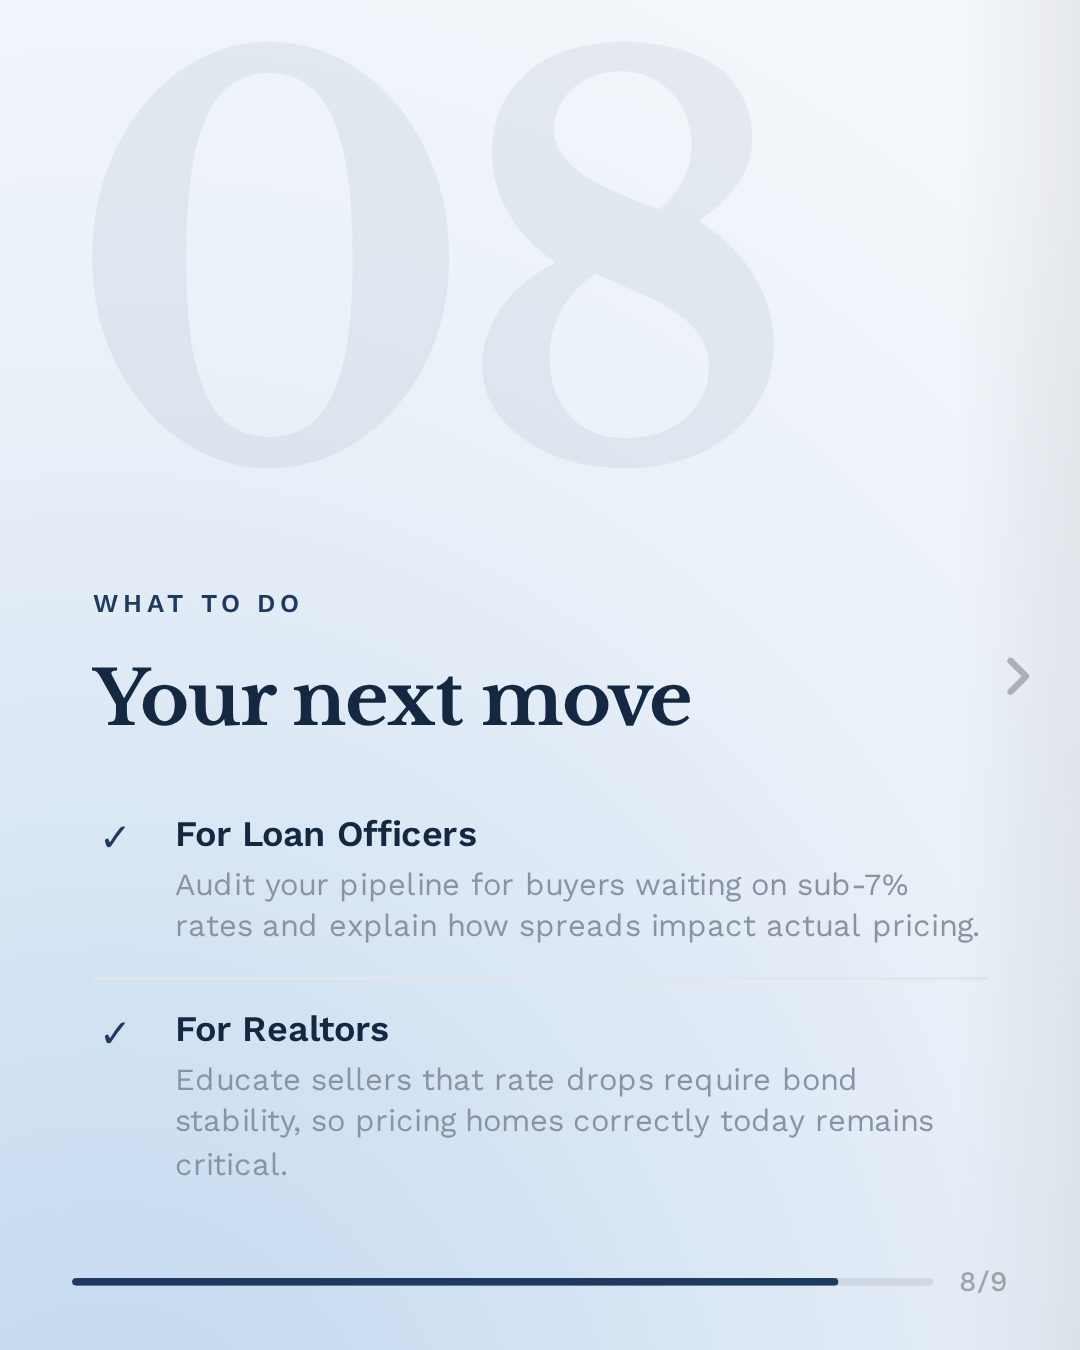 08
WHAT TO DO
Your next move
✓ For Loan Officers
Audit your pipeline for buyers waiting on sub-7%
rates and explain how spreads impact actual pricing.
✓ For Realtors
Educate sellers that rate drops require bond
stability, so pricing homes correctly today remains
critical.
8/9